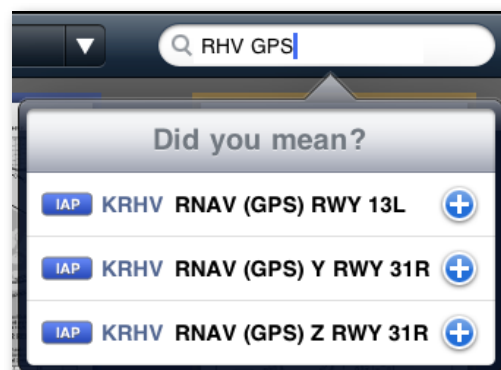 RHV GPS
Did you mean?
IAP KRHV RNAV (GPS) RWY 13L
IAP KRHV RNAV (GPS) Y RWY 31R
IAP KRHV RNAV (GPS) Z RWY 31R